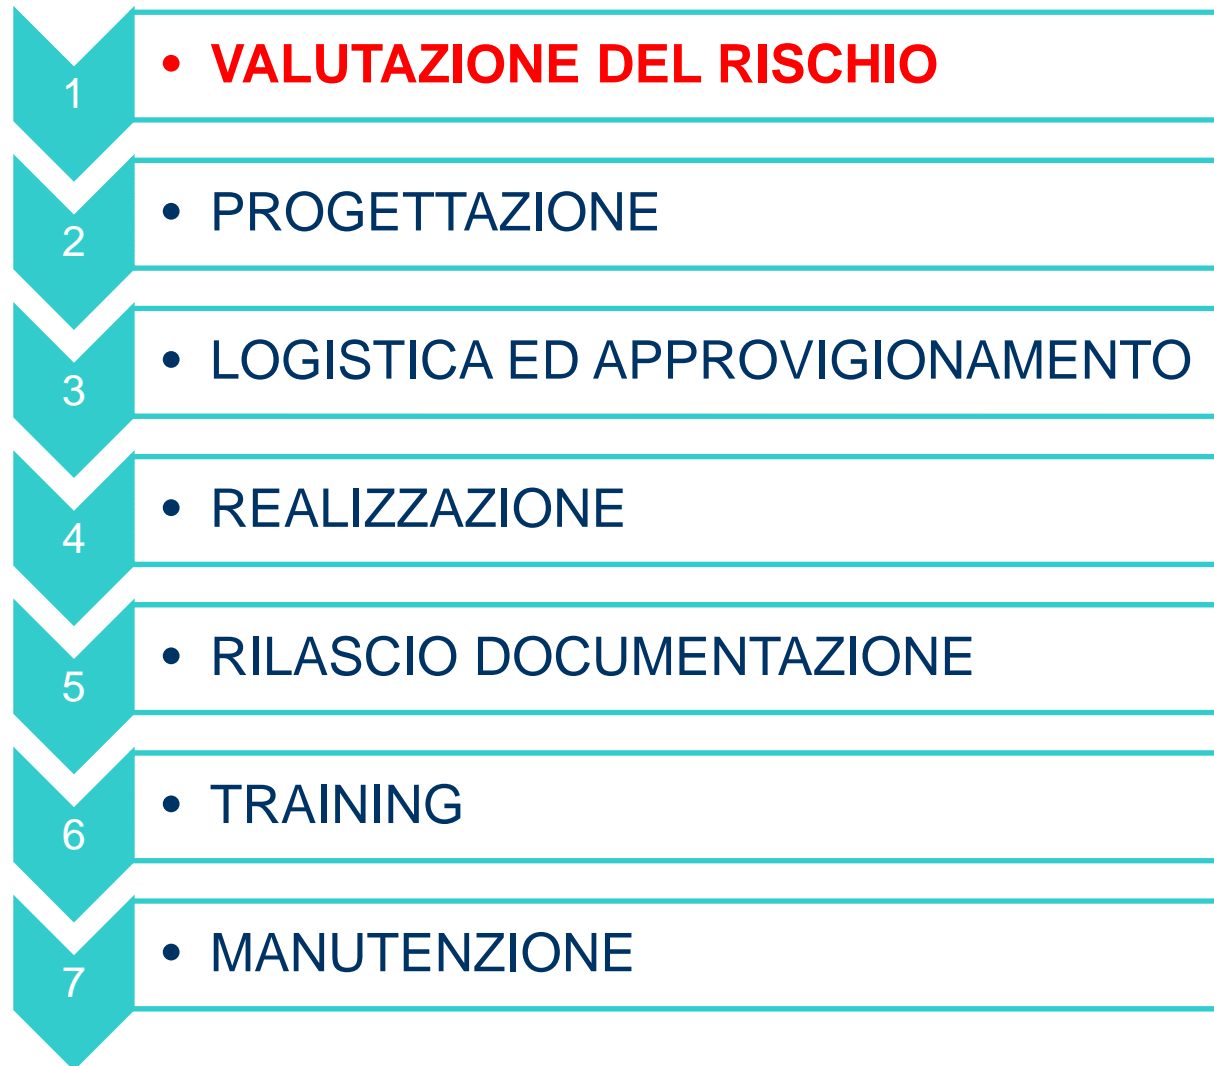 1
• VALUTAZIONE DEL RISCHIO
2
• PROGETTAZIONE
3
• LOGISTICA ED APPROVIGIONAMENTO
4
• REALIZZAZIONE
5
• RILASCIO DOCUMENTAZIONE
6
• TRAINING
7
• MANUTENZIONE